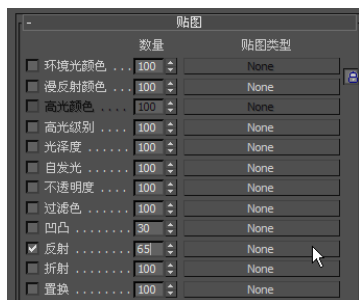 - 贴图
数量 贴图类型
环境光颜色 . . . 100 None
漫反射颜色 . . . 100 None
高光颜色 . . . . 100 None
高光级别 . . . . 100 None
光泽度 . . . . . . 100 None
自发光 . . . . . . 100 None
不透明度 . . . . 100 None
过滤色 . . . . . . 100 None
凹凸 . . . . . . . . 30 None
反射 . . . . . . . . 65 None
折射 . . . . . . . . 100 None
置换 . . . . . . . . 100 None